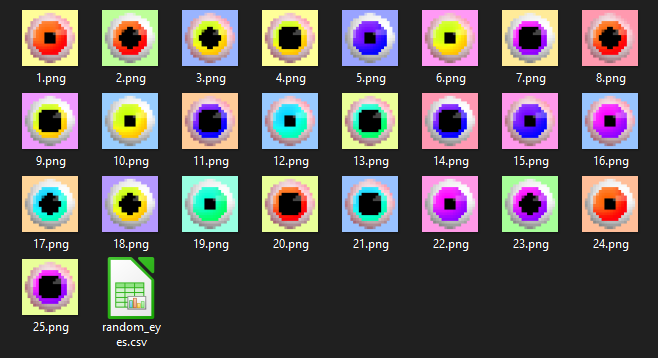 1.png 2.png 3.png 4.png 5.png 6.png 7.png 8.png
9.png 10.png 11.png 12.png 13.png 14.png 15.png 16.png
17.png 18.png 19.png 20.png 21.png 22.png 23.png 24.png
25.png random_ey
es.csv